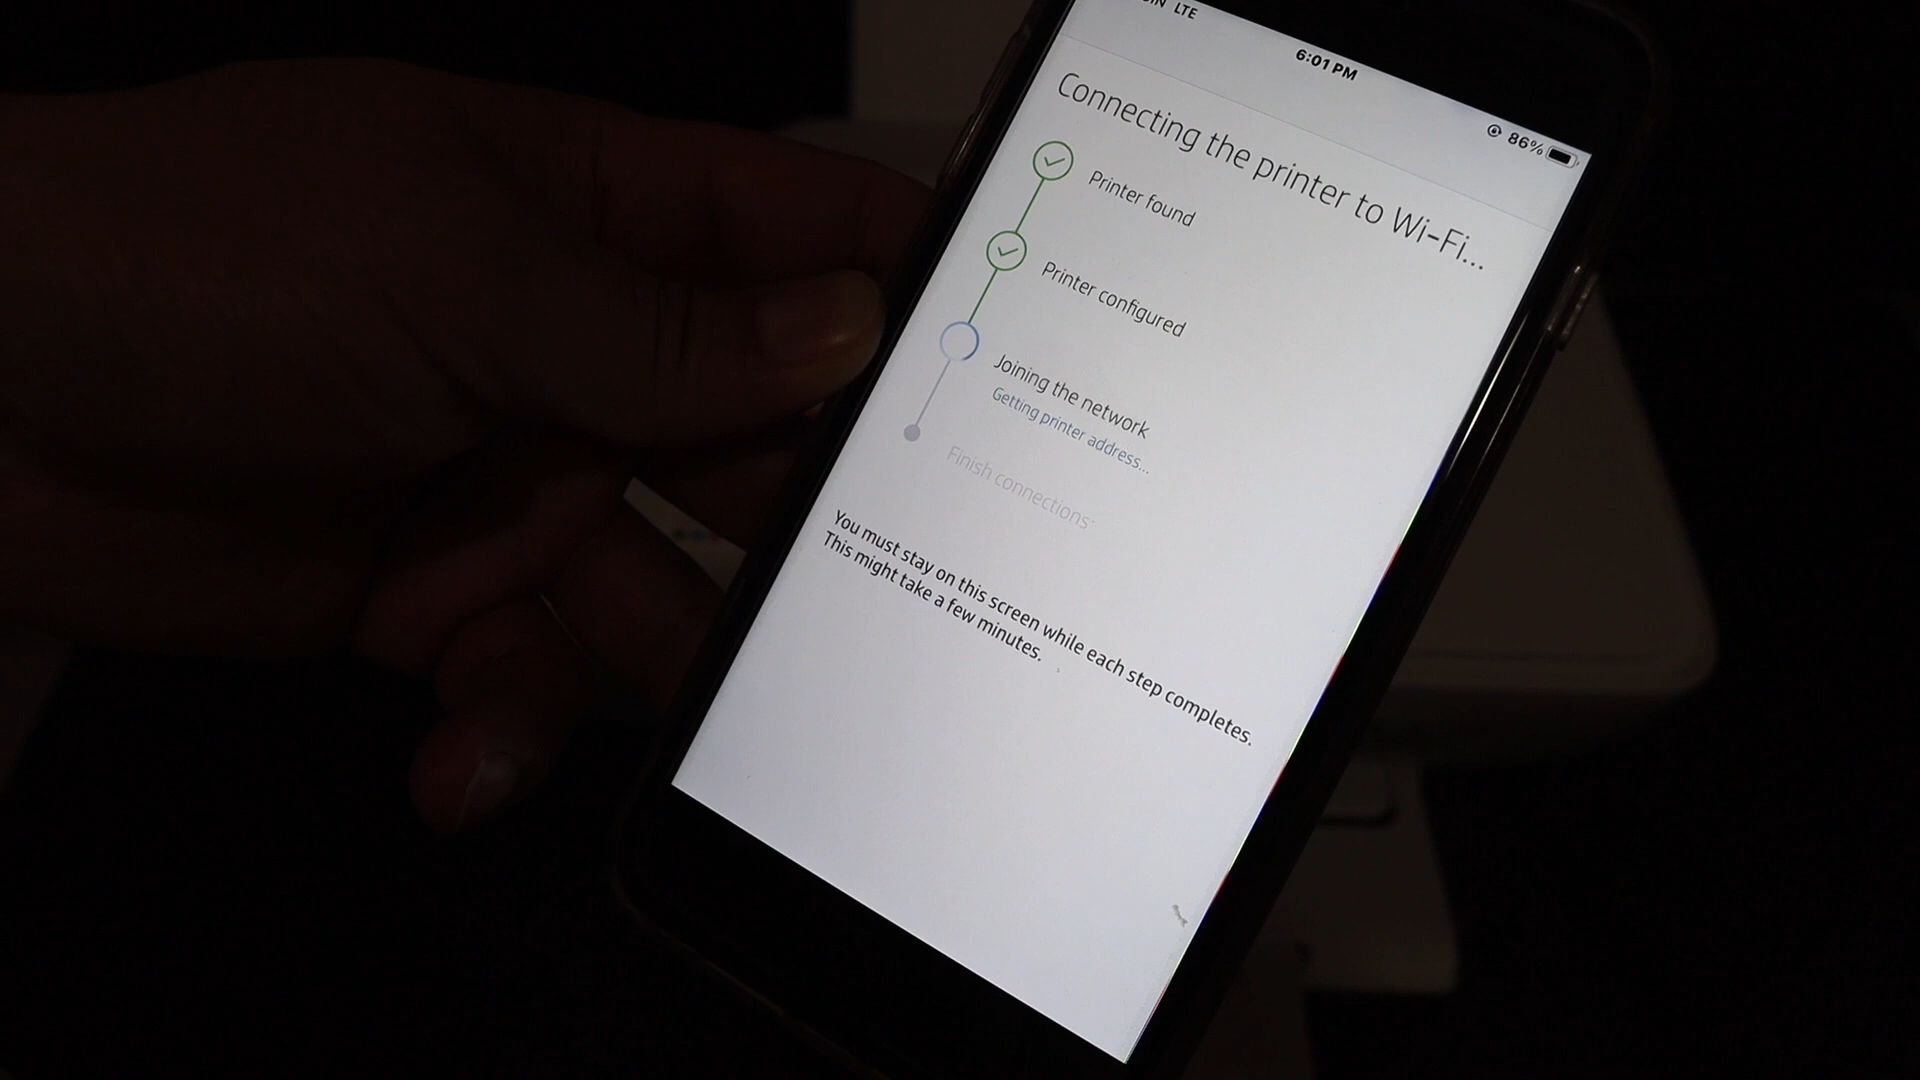 LTE
6:01 PM
86%
Connecting the printer to Wi-Fi...
Printer found
Printer configured
Joining the network
Getting printer address...
Finish connections
You must stay on this screen while each step completes.
This might take a few minutes.